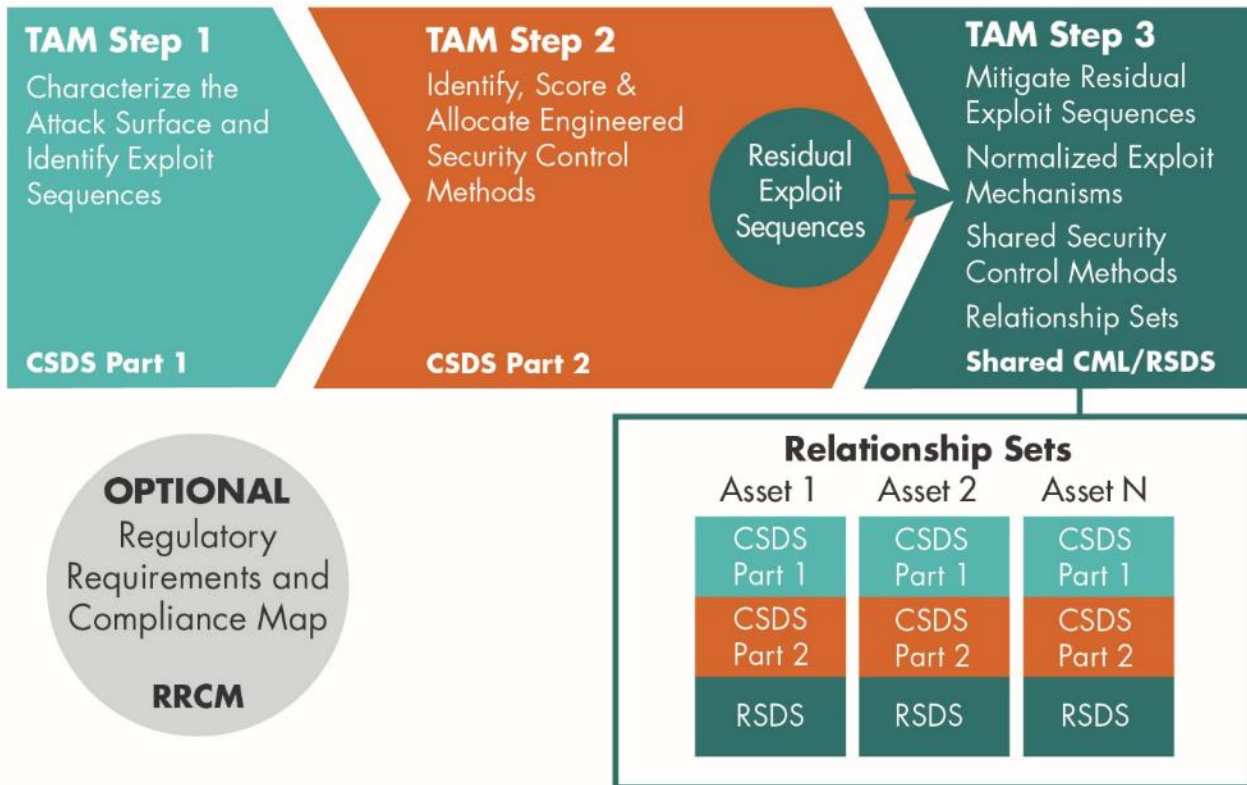 TAM Step 1
Characterize the
Attack Surface and
Identify Exploit
Sequences
CSDS Part 1
TAM Step 2
Identify, Score &
Allocate Engineered
Security Control
Methods
CSDS Part 2
Residual
Exploit
Sequences
TAM Step 3
Mitigate Residual
Exploit Sequences
Normalized Exploit
Mechanisms
Shared Security
Control Methods
Relationship Sets
Shared CML/RSDS
OPTIONAL
Regulatory
Requirements and
Compliance Map
RRCM
Relationship Sets
Asset 1 Asset 2 Asset N
CSDS CSDS CSDS
Part 1 Part 1 Part 1
CSDS CSDS CSDS
Part 2 Part 2 Part 2
RSDS RSDS RSDS